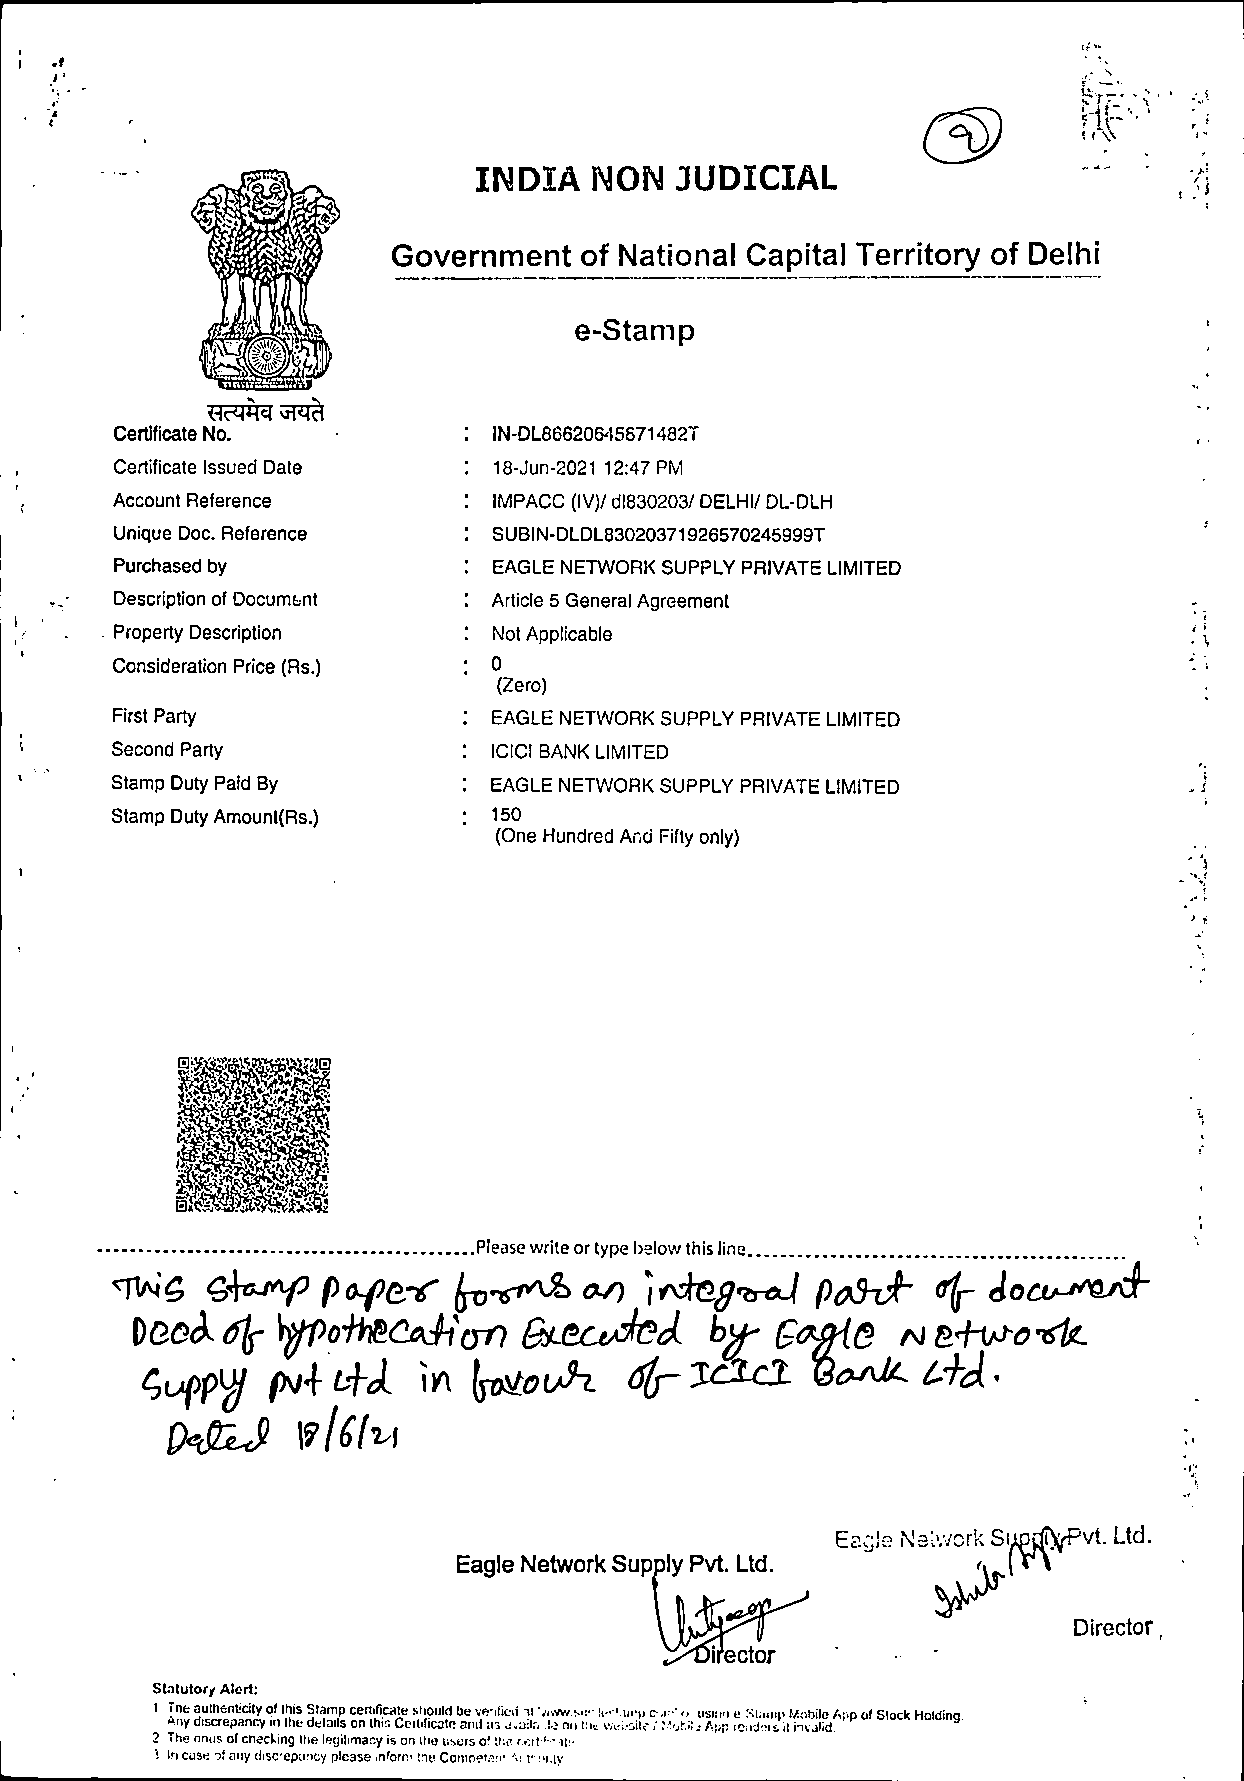 INDIA NON JUDICIAL
Government of National Capital Territory of Delhi
e-Stamp
सत्यमेव जयते
Certificate No. : IN-DL86620645671482T
Certificate Issued Date : 18-Jun-2021 12:47 PM
Account Reference : IMPACC (IV)/ dl830203/ DELHI/ DL-DLH
Unique Doc. Reference : SUBIN-DLDL83020371926570245999T
Purchased by : EAGLE NETWORK SUPPLY PRIVATE LIMITED
Description of Document : Article 5 General Agreement
Property Description : Not Applicable
Consideration Price (Rs.) : 0
(Zero)
First Party : EAGLE NETWORK SUPPLY PRIVATE LIMITED
Second Party : ICICI BANK LIMITED
Stamp Duty Paid By : EAGLE NETWORK SUPPLY PRIVATE LIMITED
Stamp Duty Amount(Rs.) : 150
(One Hundred And Fifty only)
Please write or type below this line
This stamp paper forms an integral part of document
Deed of hypothecation Executed by Eagle Network
Supply pvt Ltd in favour of ICICI Bank Ltd.
Dated 18/6/21
Eagle Network Supply Pvt. Ltd.
Eagle Network Supply Pvt. Ltd.
Director
Director
Statutory Alert:
1 The authenticity of this Stamp certificate should be verified at using e Stamp Mobile App of Stock Holding.
Any discrepancy in the details on this Certificate and as available on the website / Mobile App renders it invalid.
2 The onus of checking the legitimacy is on the users of the certificate
3 In case of any discrepancy please inform the Competent Authority